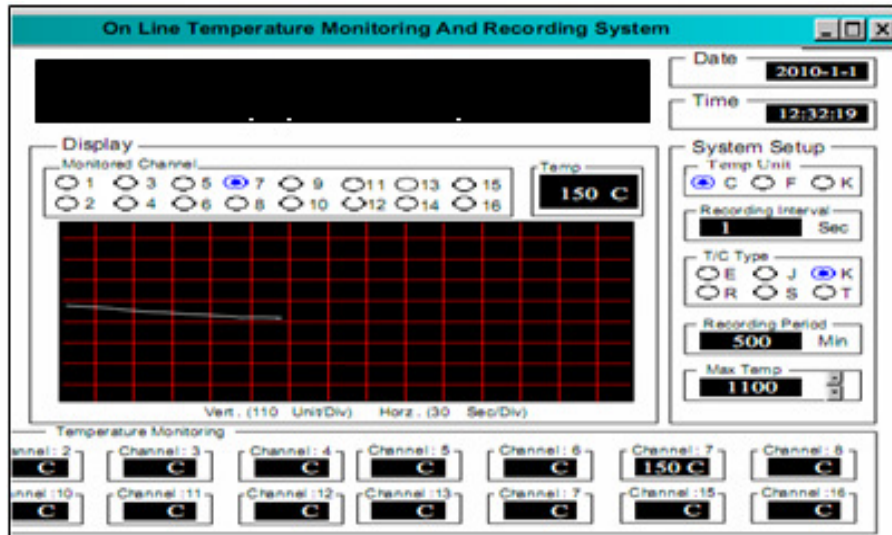 On Line Temperature Monitoring And Recording System
Date
2010-1-1
Time
12:32:19
Display
Monitored Channel
1 3 5 7 9 11 13 15
2 4 6 8 10 12 14 16
Temp
150 C
System Setup
Temp Unit
C F K
Recording Interval
1 Sec
T/C Type
E J K
R S T
Recording Period
500 Min
Max Temp
1100
Vert. (110 Unit/Div) Horz. (30 Sec/Div)
Temperature Monitoring
annel: 2 Channel: 3 Channel: 4 Channel: 5 Channel: 6 Channel: 7 Channel: 8
C C C C C 150 C C
nnel :10 Channel :11 Channel :12 Channel :13 Channel : 7 Channel :15 Channel :16
C C C C C C C